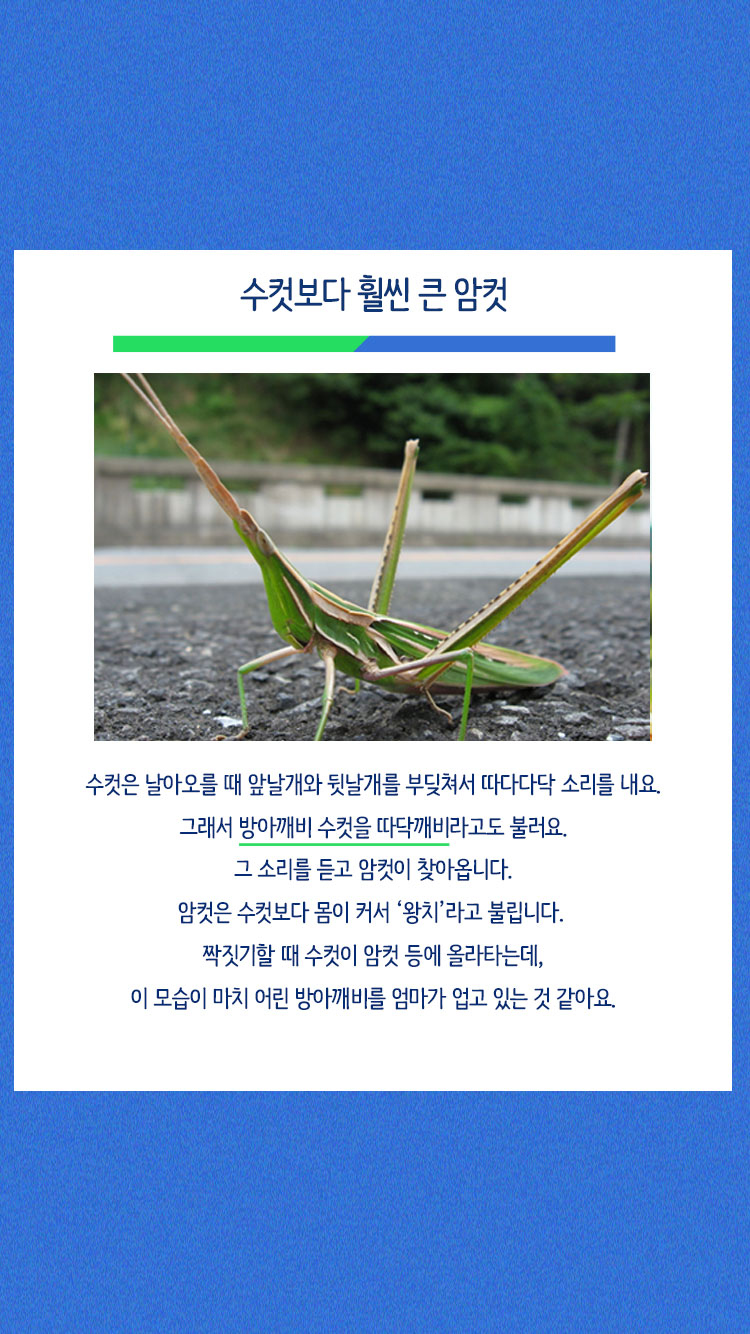 수컷보다 훨씬 큰 암컷
수컷은 날아오를 때 앞날개와 뒷날개를 부딪쳐서 따다다닥 소리를 내요.
그래서 방아깨비 수컷을 따닥깨비라고도 불러요.
그 소리를 듣고 암컷이 찾아옵니다.
암컷은 수컷보다 몸이 커서 ‘왕치’라고 불립니다.
짝짓기할 때 수컷이 암컷 등에 올라타는데,
이 모습이 마치 어린 방아깨비를 엄마가 업고 있는 것 같아요.